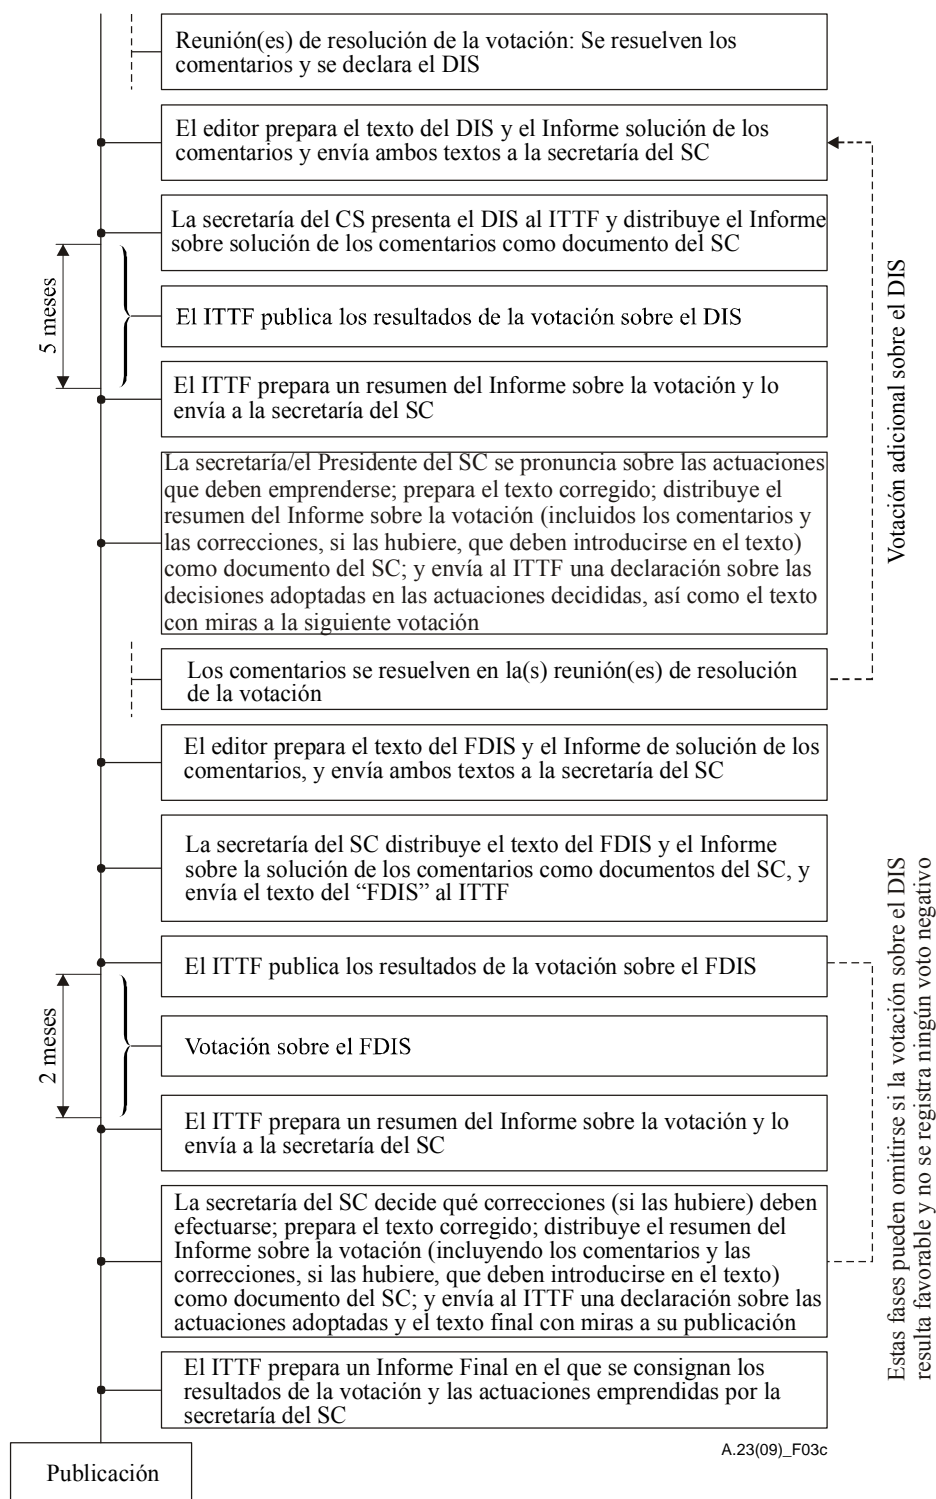 Reunión(es) de resolución de la votación: Se resuelven los
comentarios y se declara el DIS
El editor prepara el texto del DIS y el Informe solución de los
comentarios y envía ambos textos a la secretaría del SC
La secretaría del CS presenta el DIS al ITTF y distribuye el Informe
sobre solución de los comentarios como documento del SC
5 meses
El ITTF publica los resultados de la votación sobre el DIS
El ITTF prepara un resumen del Informe sobre la votación y lo
envía a la secretaría del SC
La secretaría/el Presidente del SC se pronuncia sobre las actuaciones
que deben emprenderse; prepara el texto corregido; distribuye el
resumen del Informe sobre la votación (incluidos los comentarios y
las correcciones, si las hubiere, que deben introducirse en el texto)
como documento del SC; y envía al ITTF una declaración sobre las
decisiones adoptadas en las actuaciones decididas, así como el texto
con miras a la siguiente votación
Los comentarios se resuelven en la(s) reunión(es) de resolución
de la votación
Votación adicional sobre el DIS
El editor prepara el texto del FDIS y el Informe de solución de los
comentarios, y envía ambos textos a la secretaría del SC
La secretaría del SC distribuye el texto del FDIS y el Informe
sobre la solución de los comentarios como documentos del SC, y
envía el texto del “FDIS” al ITTF
El ITTF publica los resultados de la votación sobre el FDIS
2 meses
Votación sobre el FDIS
El ITTF prepara un resumen del Informe sobre la votación y lo
envía a la secretaría del SC
La secretaría del SC decide qué correcciones (si las hubiere) deben
efectuarse; prepara el texto corregido; distribuye el resumen del
Informe sobre la votación (incluyendo los comentarios y las
correcciones, si las hubiere, que deben introducirse en el texto)
como documento del SC; y envía al ITTF una declaración sobre las
actuaciones adoptadas y el texto final con miras a su publicación
Estas fases pueden omitirse si la votación sobre el DIS
resulta favorable y no se registra ningún voto negativo
El ITTF prepara un Informe Final en el que se consignan los
resultados de la votación y las actuaciones emprendidas por la
secretaría del SC
A.23(09)_F03c
Publicación